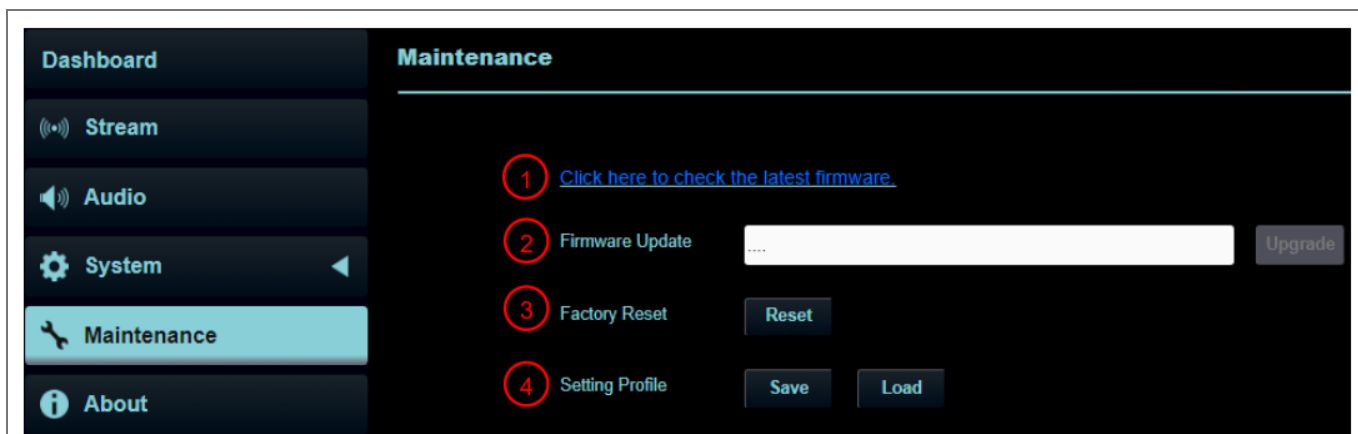 Dashboard
Maintenance
Stream
1 Click here to check the latest firmware.
Audio
2 Firmware Update .... Upgrade
System
3 Factory Reset Reset
Maintenance
4 Setting Profile Save Load
About